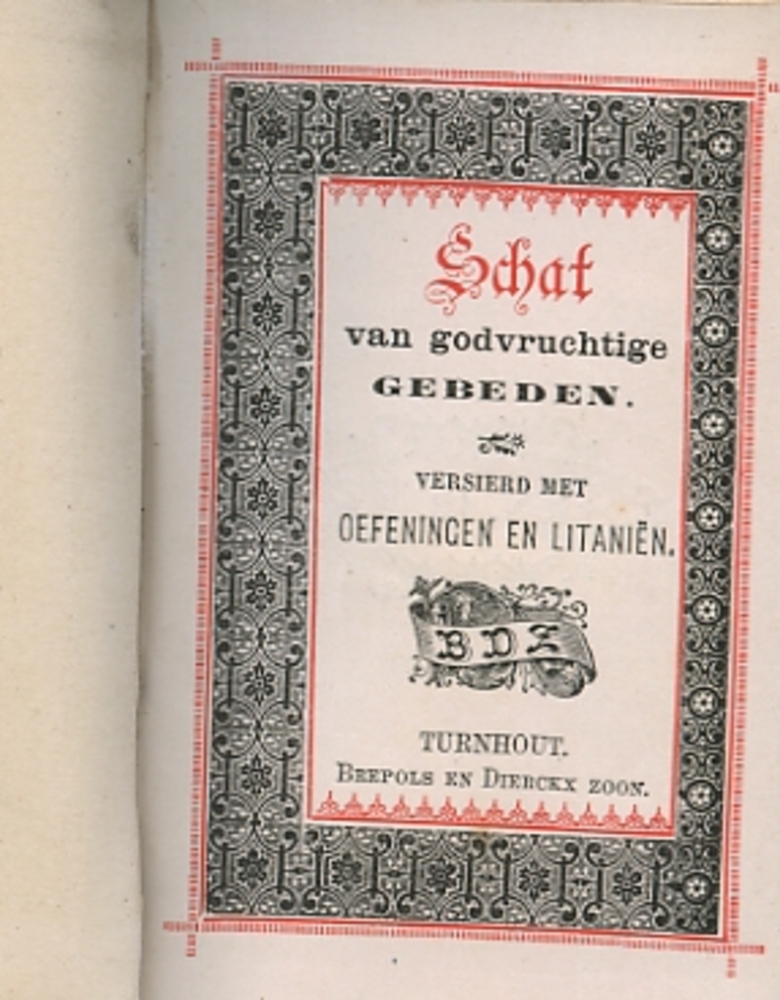 Schat
van godvruchtige
GEBEDEN.
VERSIERD MET
OEFENINGEN EN LITANIËN.
BDZ
TURNHOUT.
BREPOLS EN DIERCKX ZOON.